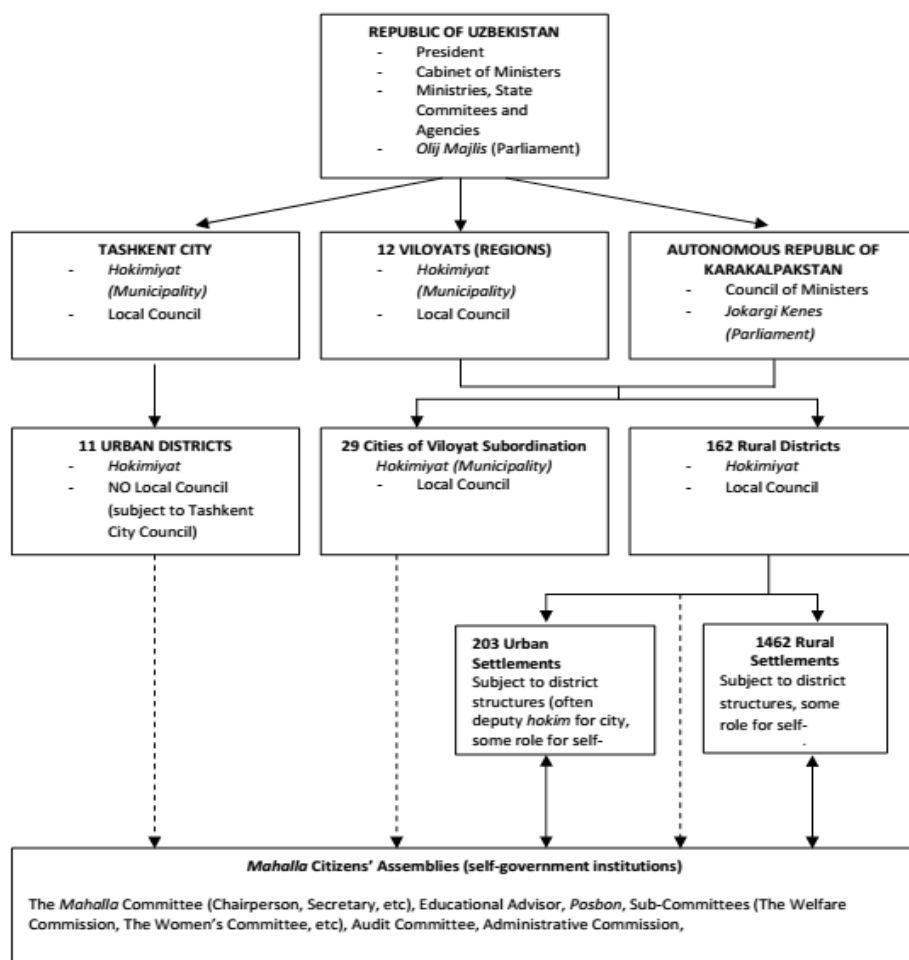 REPUBLIC OF UZBEKISTAN
- President
- Cabinet of Ministers
- Ministries, State
Commitees and
Agencies
- Olij Majlis (Parliament)
TASHKENT CITY
- Hokimiyat
(Municipality)
- Local Council
12 VILOYATS (REGIONS)
- Hokimiyat
(Municipality)
- Local Council
AUTONOMOUS REPUBLIC OF
KARAKALPAKSTAN
- Council of Ministers
- Jokargi Kenes
(Parliament)
11 URBAN DISTRICTS
- Hokimiyat
- NO Local Council
(subject to Tashkent
City Council)
29 Cities of Viloyat Subordination
Hokimiyat (Municipality)
- Local Council
162 Rural Districts
- Hokimiyat
- Local Council
203 Urban
Settlements
Subject to district
structures (often
deputy hokim for city,
some role for self-
1462 Rural
Settlements
Subject to district
structures, some
role for self-
.
Mahalla Citizens' Assemblies (self-government institutions)
The Mahalla Committee (Chairperson, Secretary, etc), Educational Advisor, Posbon, Sub-Committees (The Welfare
Commission, The Women's Committee, etc), Audit Committee, Administrative Commission,